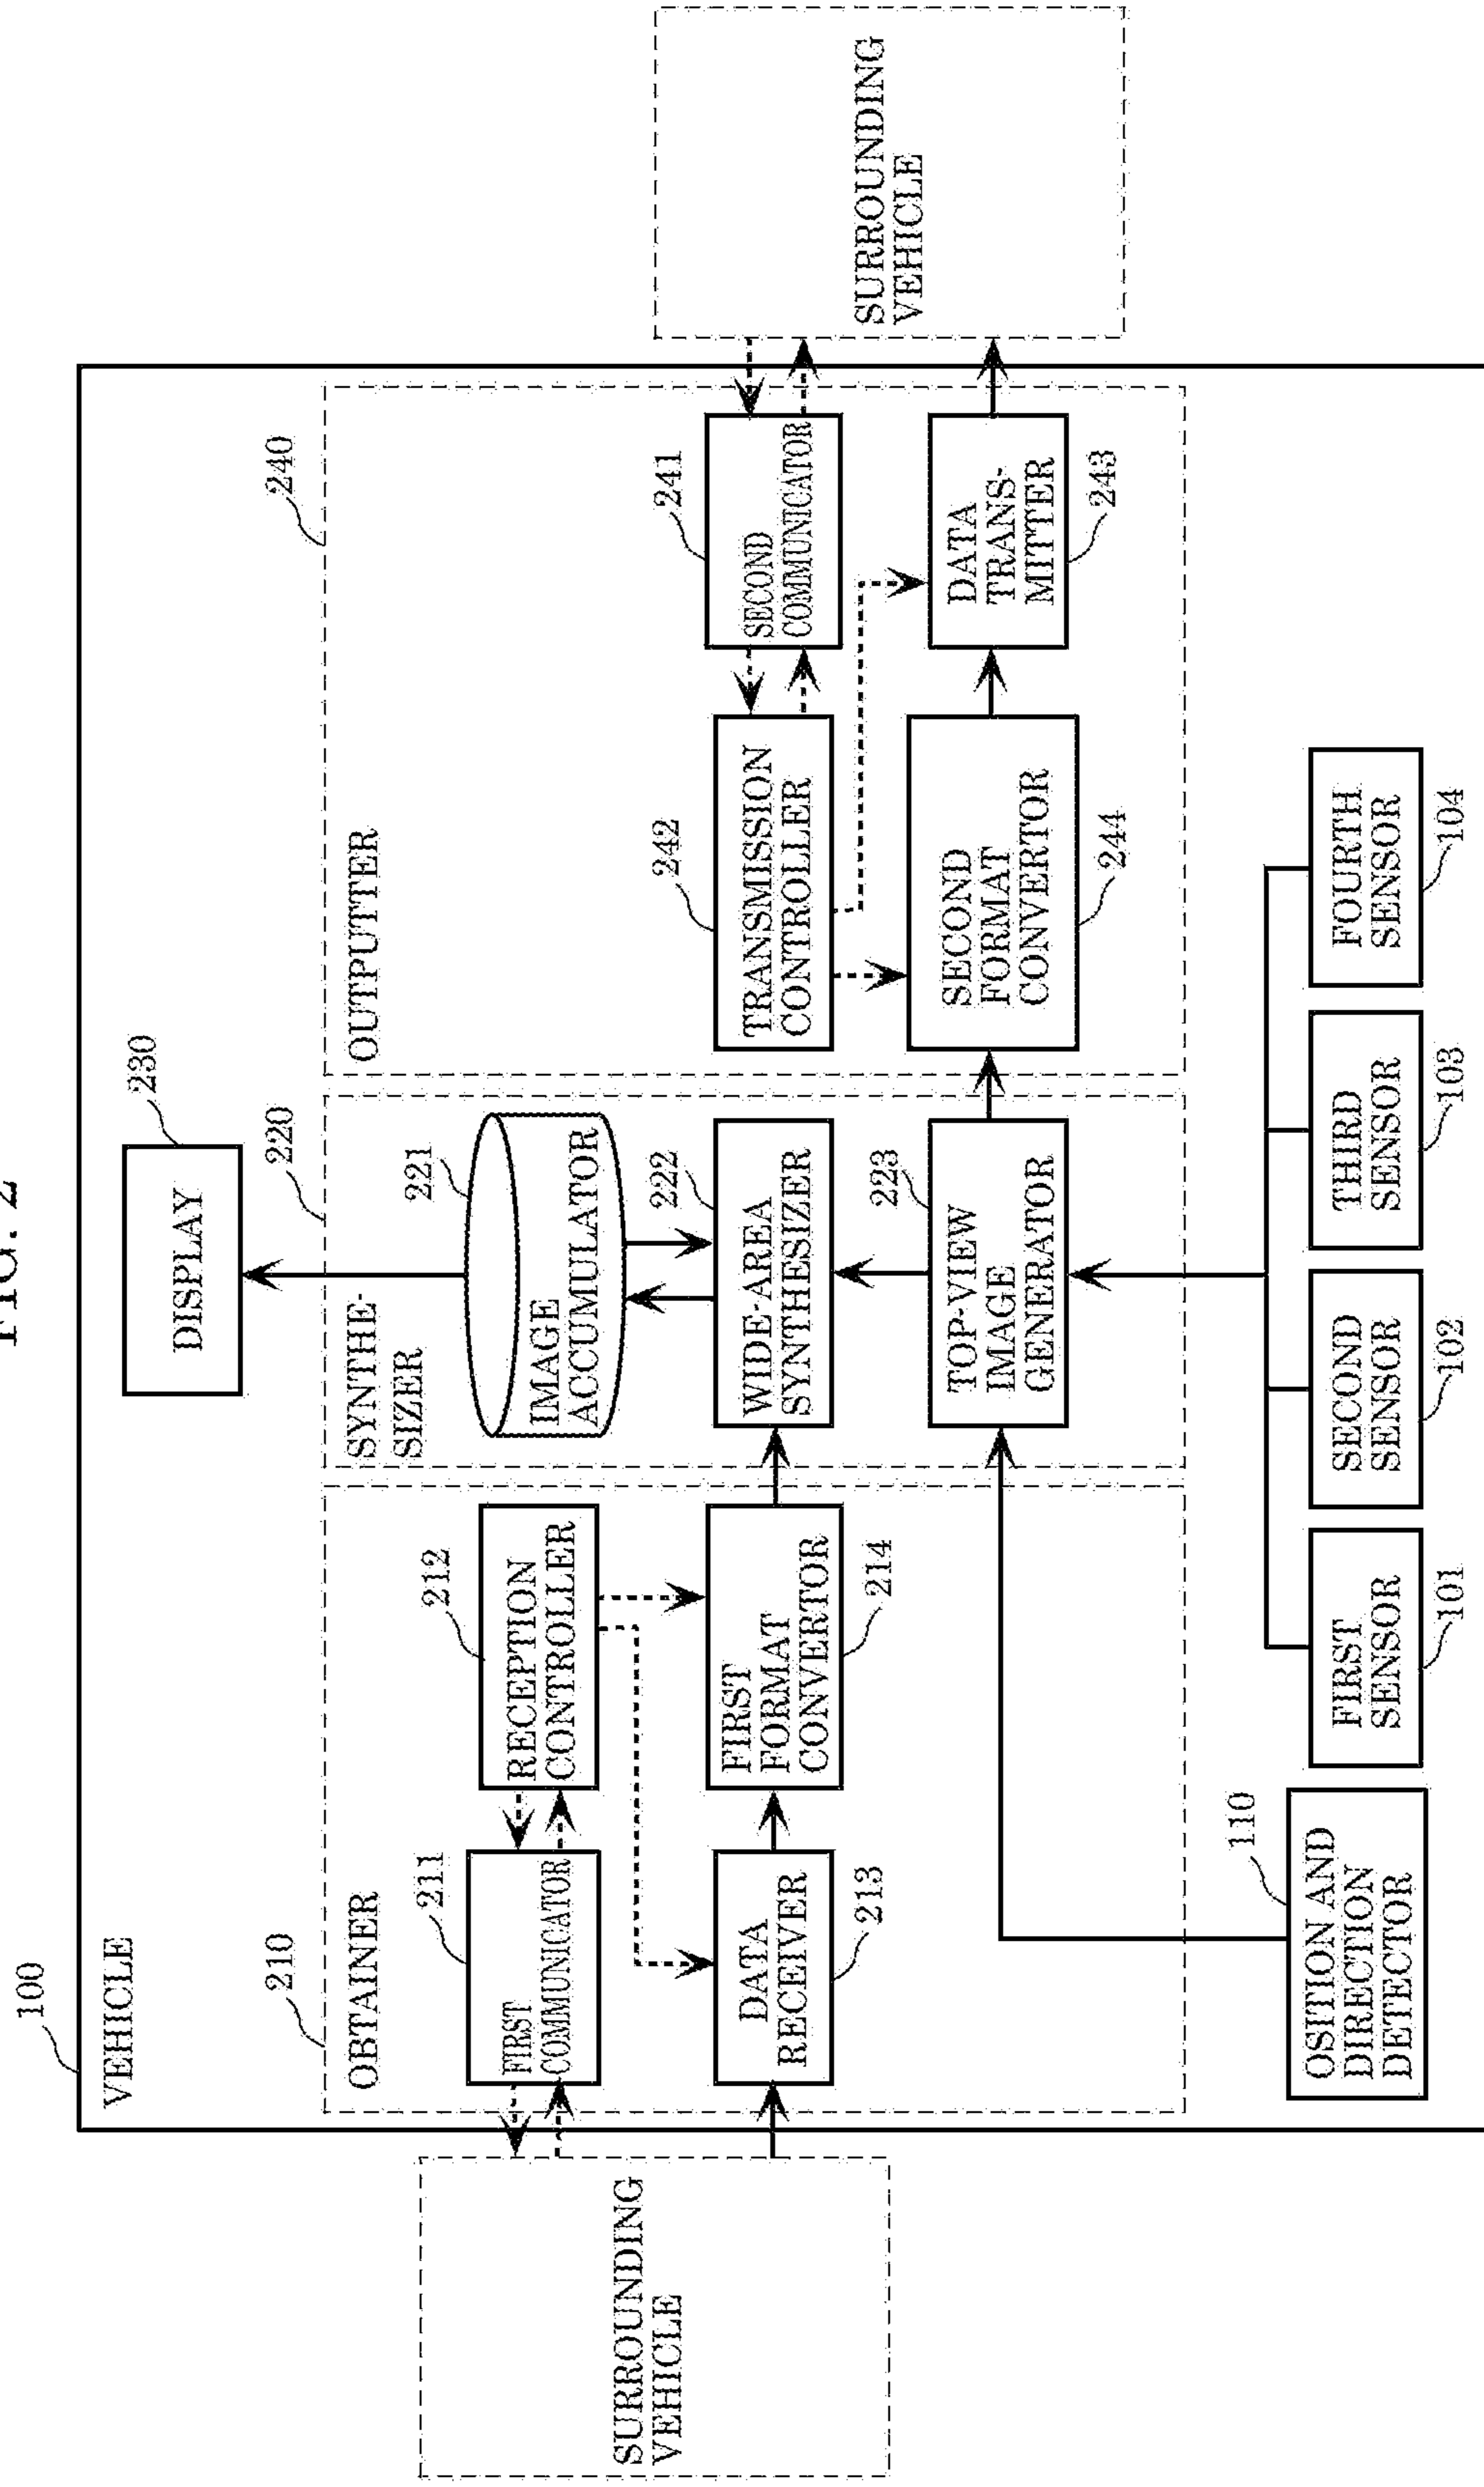 FIG. 2
100
VEHICLE
230
DISPLAY
210
OBTAINER
220
SYNTHE-
SIZER
240
OUTPUTTER
211
FIRST
COMMUNICATOR
212
RECEPTION
CONTROLLER
213
DATA
RECEIVER
214
FIRST
FORMAT
CONVERTOR
221
IMAGE
ACCUMULATOR
222
WIDE-AREA
SYNTHESIZER
223
TOP-VIEW
IMAGE
GENERATOR
242
TRANSMISSION
CONTROLLER
241
SECOND
COMMUNICATOR
SECOND
FORMAT
CONVERTOR
244
DATA
TRANS-
MITTER
243
SURROUNDING
VEHICLE
SURROUNDING
VEHICLE
110
OSITION AND
DIRECTION
DETECTOR
FIRST
SENSOR
101
SECOND
SENSOR
102
THIRD
SENSOR
103
FOURTH
SENSOR
104